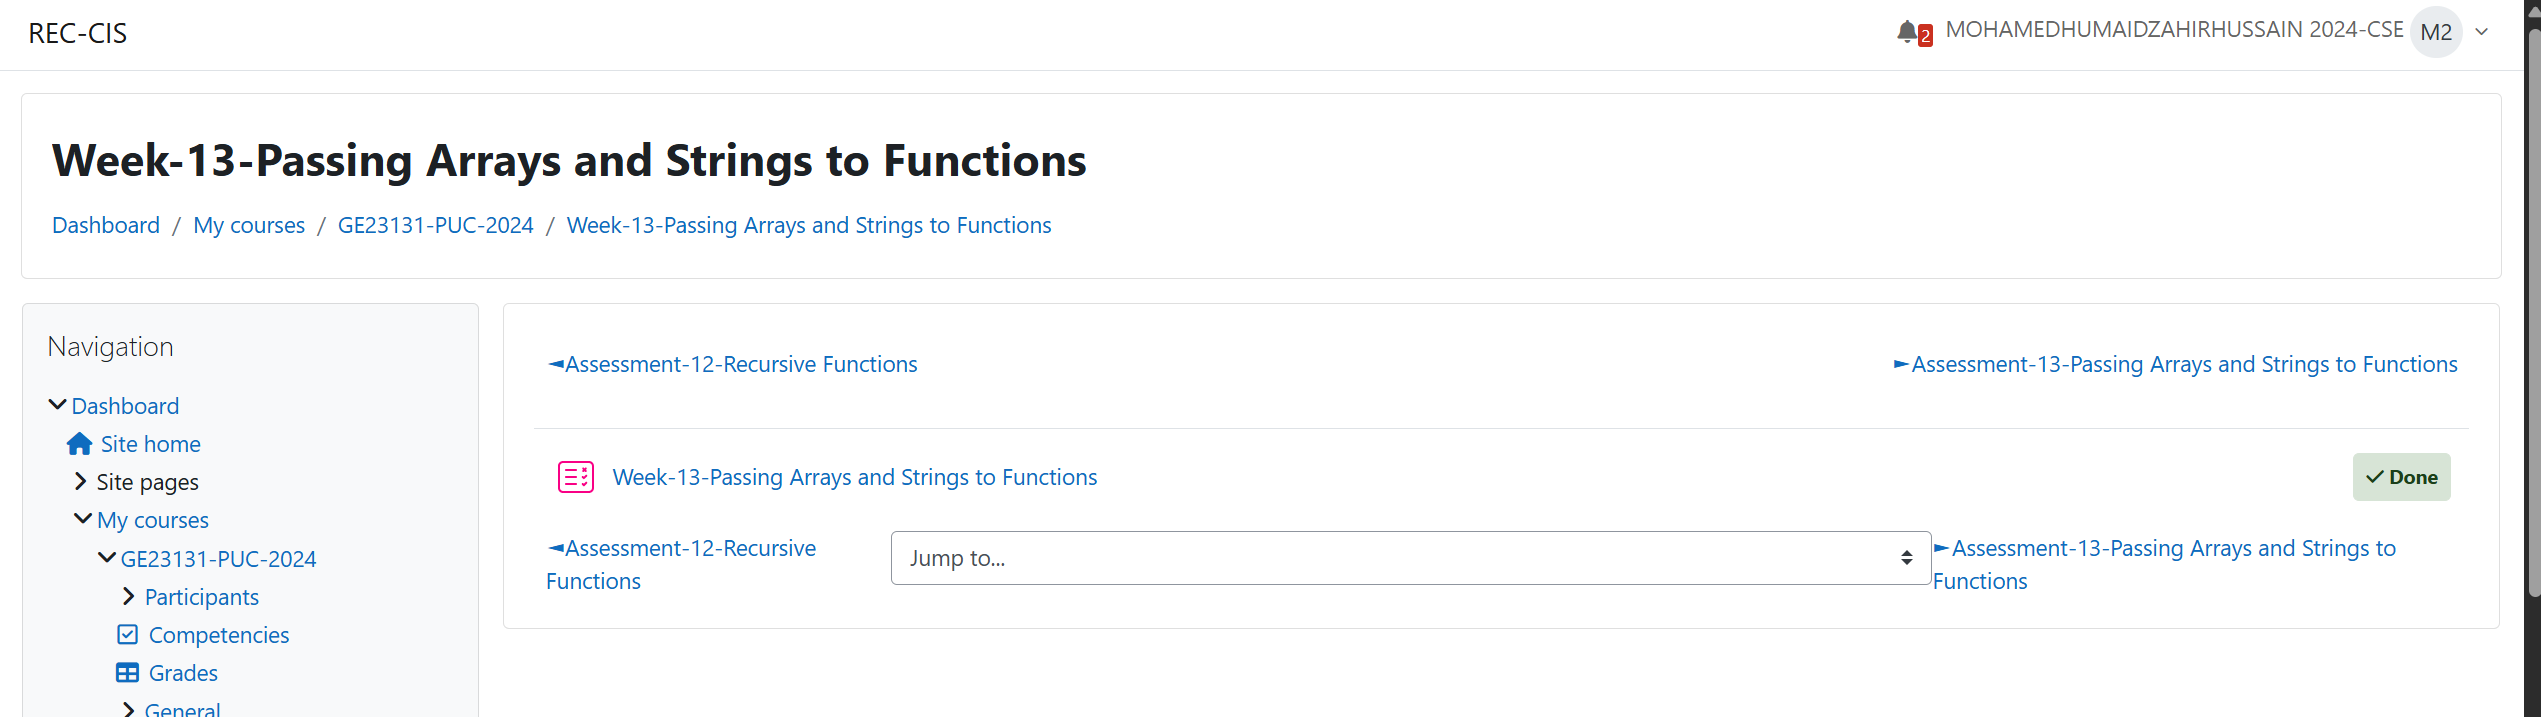 REC-CIS
2
MOHAMEDHUMAIDZAHIRHUSSAIN 2024-CSE
M2
Week-13-Passing Arrays and Strings to Functions
Dashboard / My courses / GE23131-PUC-2024 / Week-13-Passing Arrays and Strings to Functions
Navigation
Dashboard
Site home
Site pages
My courses
GE23131-PUC-2024
Participants
Competencies
Grades
General
◄Assessment-12-Recursive Functions
►Assessment-13-Passing Arrays and Strings to Functions
Week-13-Passing Arrays and Strings to Functions
Done
◄Assessment-12-Recursive
Functions
Jump to...
►Assessment-13-Passing Arrays and Strings to
Functions